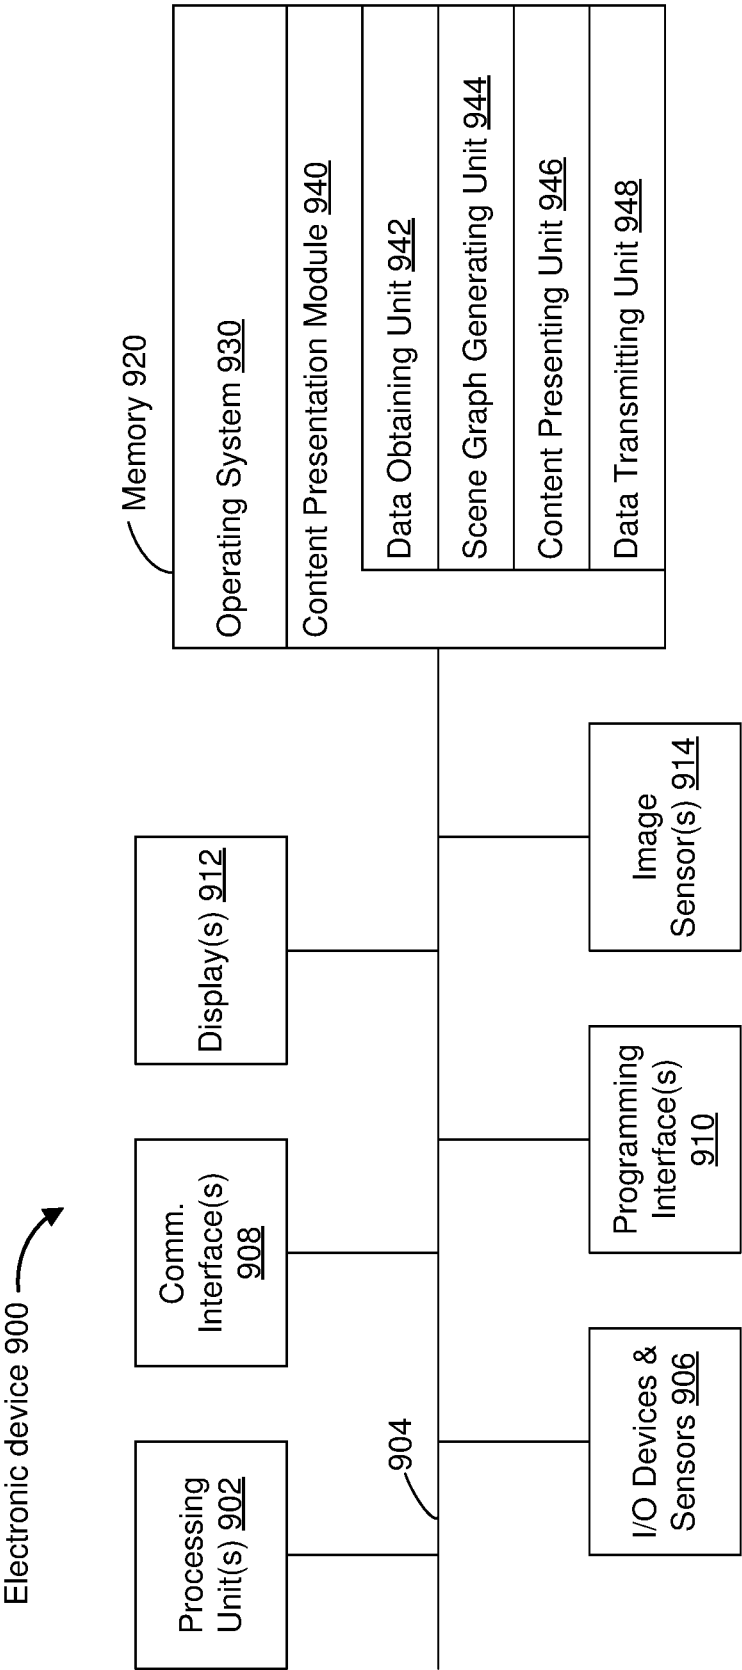 Electronic device 900
Processing
Unit(s) 902
Comm.
Interface(s)
908
Display(s) 912
Memory 920
Operating System 930
Content Presentation Module 940
Data Obtaining Unit 942
Scene Graph Generating Unit 944
Content Presenting Unit 946
Data Transmitting Unit 948
904
I/O Devices &
Sensors 906
Programming
Interface(s)
910
Image
Sensor(s) 914